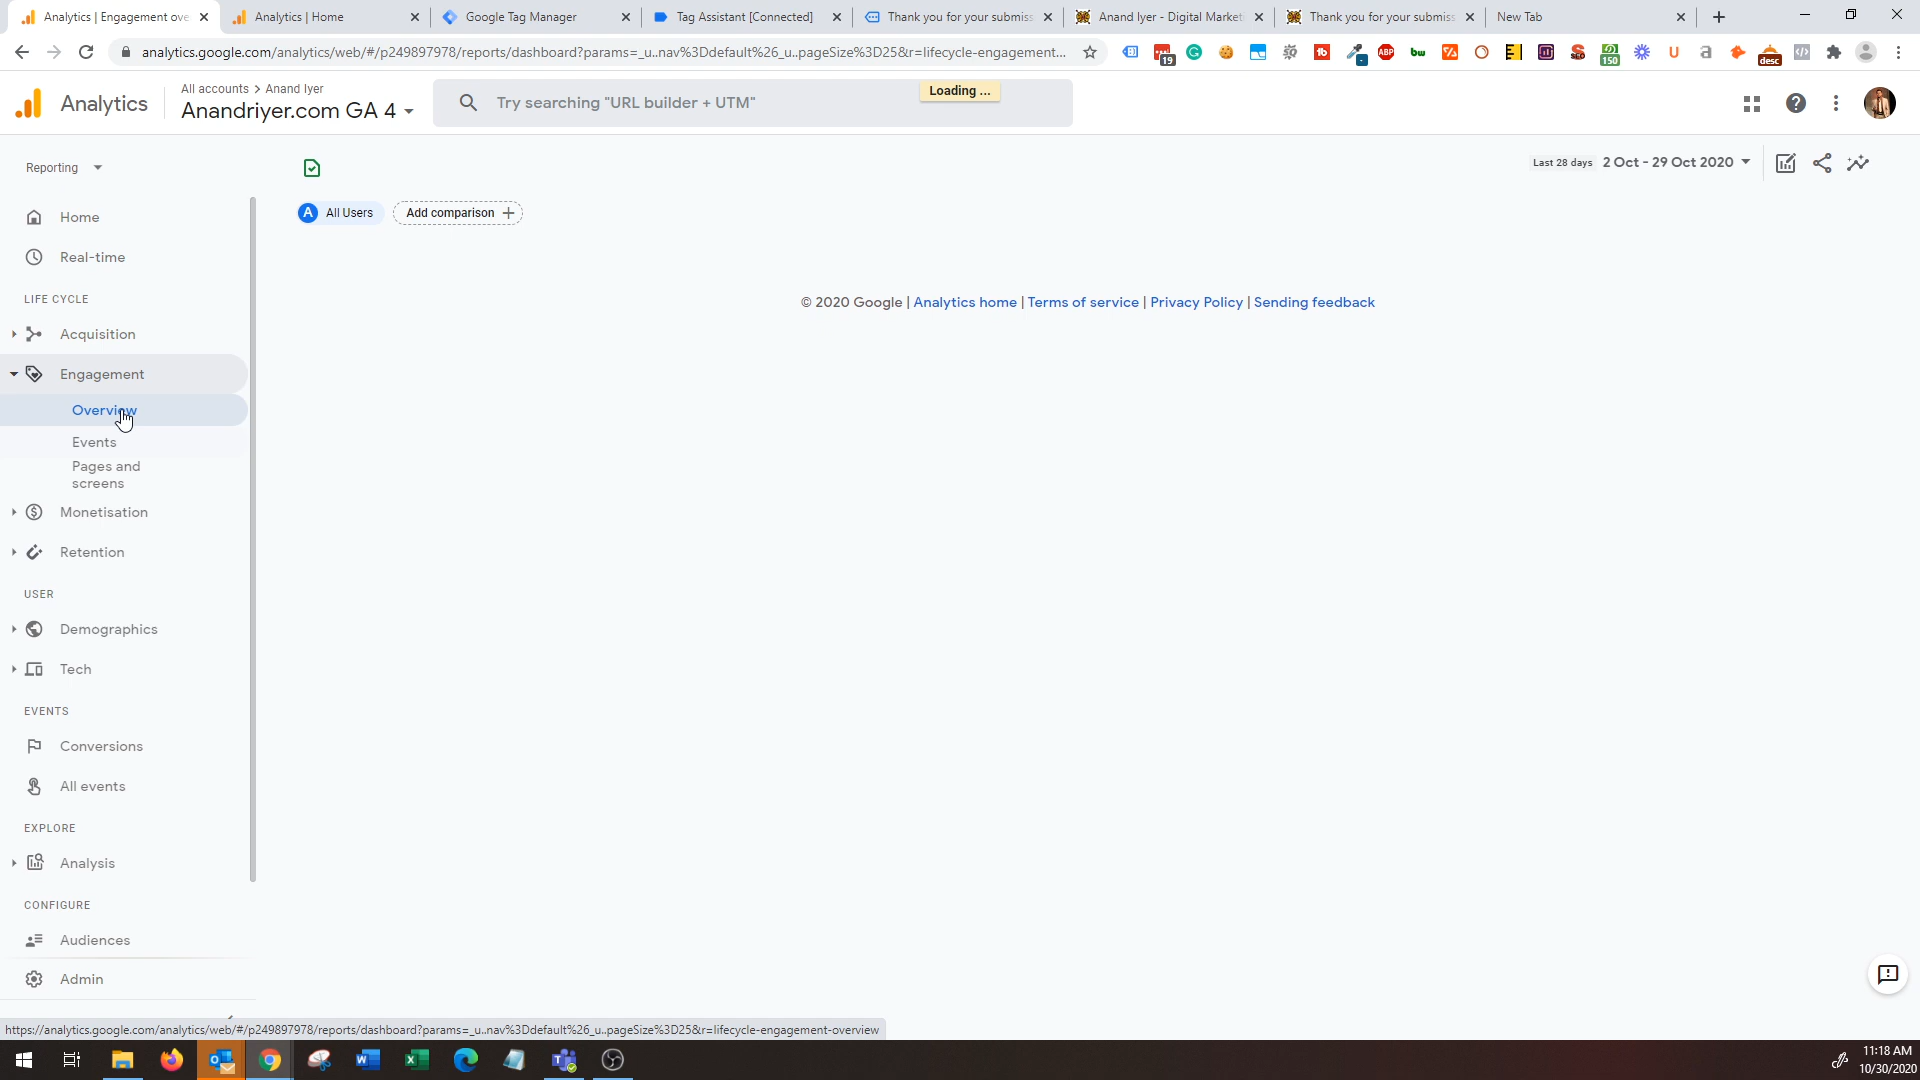 Analytics | Engagement ove
Analytics | Home
Google Tag Manager
Tag Assistant [Connected]
Thank you for your submiss
Anand Iyer - Digital Market
Thank you for your submiss
New Tab
analytics.google.com/analytics/web/#/p249897978/reports/dashboard?params=_u..nav%3Ddefault%26_u..pageSize%3D25&r=lifecycle-engagement...
19
ABP
bw
SEO
150
U
a
desc
Analytics
All accounts > Anand Iyer
Anandriyer.com GA 4
Try searching "URL builder + UTM"
Loading ...
Reporting
Last 28 days 2 Oct - 29 Oct 2020
A All Users
Add comparison +
Home
Real-time
LIFE CYCLE
Acquisition
Engagement
Overview
Events
Pages and
screens
Monetisation
Retention
USER
Demographics
Tech
EVENTS
Conversions
All events
EXPLORE
Analysis
CONFIGURE
Audiences
Admin
© 2020 Google | Analytics home | Terms of service | Privacy Policy | Sending feedback
https://analytics.google.com/analytics/web/#/p249897978/reports/dashboard?params=_u..nav%3Ddefault%26_u..pageSize%3D25&r=lifecycle-engagement-overview
11:18 AM
10/30/2020